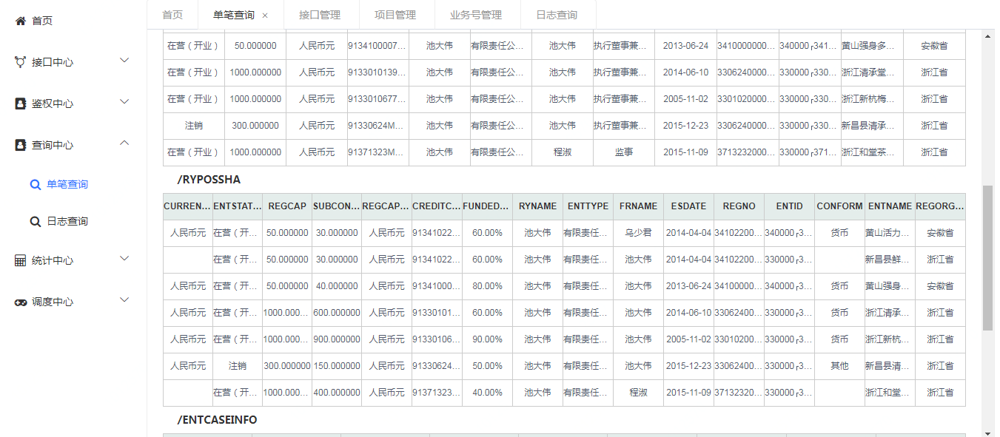 首页
接口中心
鉴权中心
查询中心
单笔查询
日志查询
统计中心
调度中心
首页 单笔查询 × 接口管理 项目管理 业务号管理 日志查询
在营（开业） 50.000000 人民币元 9134100007... 池大伟 有限责任公... 池大伟 执行董事兼... 2013-06-24 3410000000... 340000┌341... 黄山强身多... 安徽省
在营（开业） 1000.000000 人民币元 9133010139... 池大伟 有限责任公... 池大伟 执行董事兼... 2014-06-10 3306240000... 330000┌330... 浙江清承堂... 浙江省
在营（开业） 1000.000000 人民币元 9133010677... 池大伟 有限责任公... 池大伟 执行董事兼... 2005-11-02 3301020000... 330000┌330... 浙江新杭梅... 浙江省
注销 300.000000 人民币元 91330624M... 池大伟 有限责任公... 池大伟 执行董事兼... 2015-12-23 3306240000... 330000┌330... 新昌县清承... 浙江省
在营（开业） 1000.000000 人民币元 91371323M... 池大伟 有限责任公... 程淑 监事 2015-11-09 3713232000... 330000┌371... 浙江和堂茶... 浙江省
/RYPOSSHA
CURREN... ENTSTAT... REGCAP SUBCON... REGCAP... CREDITC... FUNDED... RYNAME ENTTYPE FRNAME ESDATE REGNO ENTID CONFORM ENTNAME REGORG...
人民币元 在营（开... 50.000000 30.000000 人民币元 91341022... 60.00% 池大伟 有限责任... 乌少君 2014-04-04 34102200... 340000┌3... 货币 黄山活力... 安徽省
在营（开... 50.000000 30.000000 人民币元 91341022... 60.00% 池大伟 有限责任... 池大伟 2014-04-04 34102200... 330000┌3... 新昌县鲜... 浙江省
人民币元 在营（开... 50.000000 40.000000 人民币元 91341000... 80.00% 池大伟 有限责任... 池大伟 2013-06-24 34100000... 340000┌3... 货币 黄山强身... 安徽省
人民币元 在营（开... 1000.000... 600.000000 人民币元 91330101... 60.00% 池大伟 有限责任... 池大伟 2014-06-10 33062400... 330000┌3... 货币 浙江清承... 浙江省
人民币元 在营（开... 1000.000... 900.000000 人民币元 91330106... 90.00% 池大伟 有限责任... 池大伟 2005-11-02 33010200... 330000┌3... 货币 浙江新杭... 浙江省
人民币元 注销 300.000000 150.000000 人民币元 91330624... 50.00% 池大伟 有限责任... 池大伟 2015-12-23 33062400... 330000┌3... 其他 新昌县清... 浙江省
在营（开... 1000.000... 400.000000 人民币元 91371323... 40.00% 池大伟 有限责任... 程淑 2015-11-09 37132320... 330000┌3... 浙江和堂... 浙江省
/ENTCASEINFO